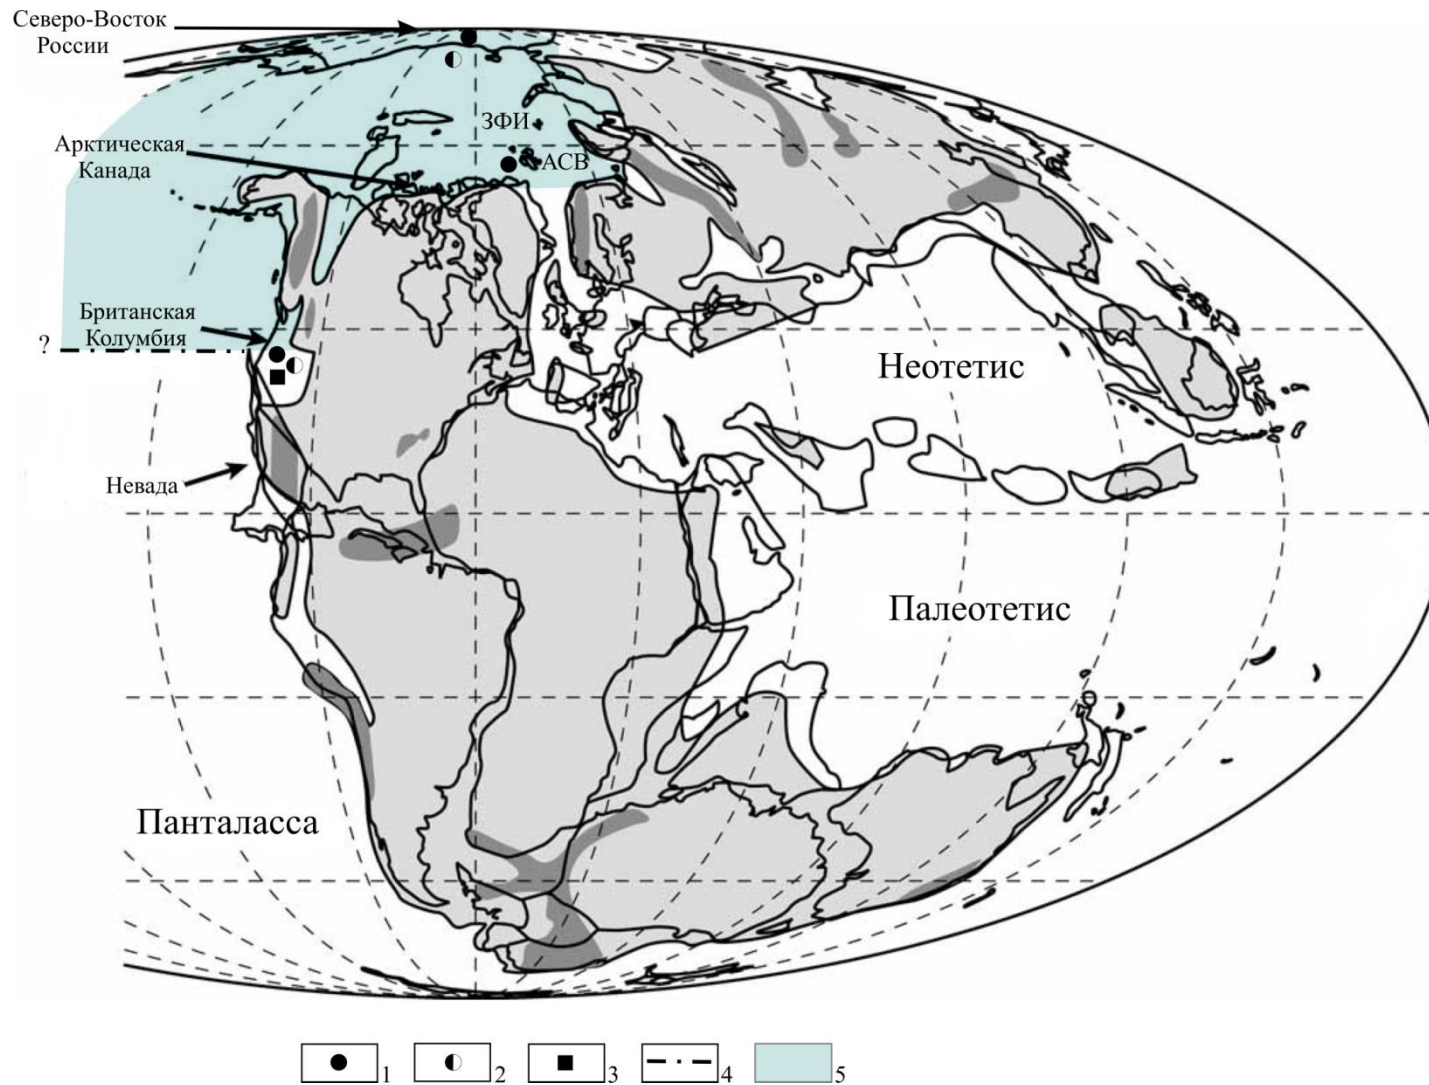 Северо-Восток
России
ЗФИ
Арктическая
Канада
АСВ
Британская
Колумбия
?
Неотетис
Невада
Палеотетис
Панталасса
1
2
3
4
5